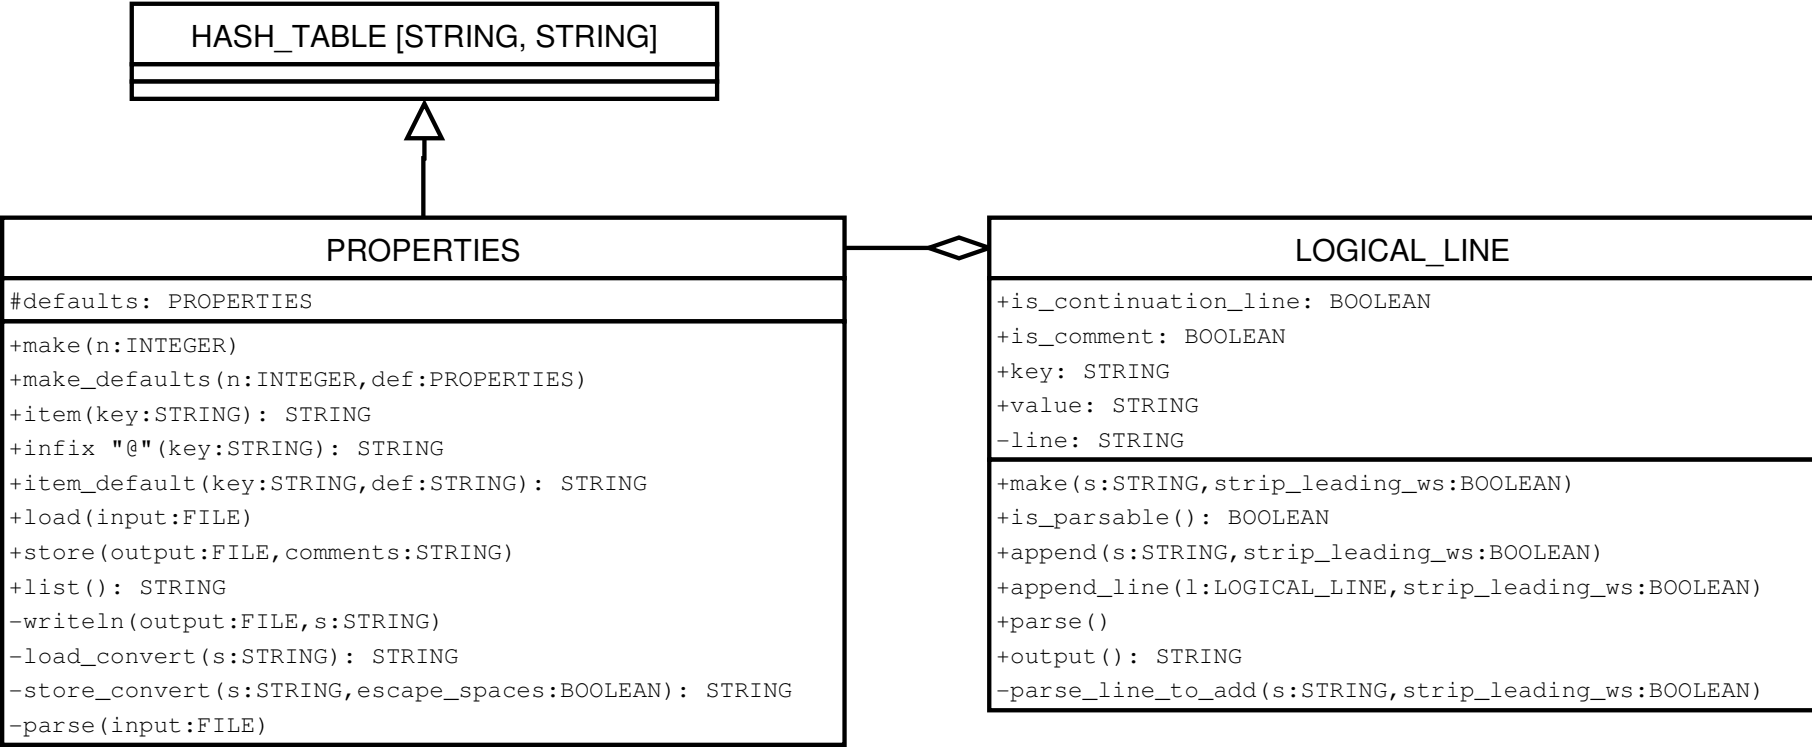 HASH_TABLE [STRING, STRING]
PROPERTIES
#defaults: PROPERTIES
+make(n:INTEGER)
+make_defaults(n:INTEGER,def:PROPERTIES)
+item(key:STRING): STRING
+infix "@"(key:STRING): STRING
+item_default(key:STRING,def:STRING): STRING
+load(input:FILE)
+store(output:FILE,comments:STRING)
+list(): STRING
-writeln(output:FILE,s:STRING)
-load_convert(s:STRING): STRING
-store_convert(s:STRING,escape_spaces:BOOLEAN): STRING
-parse(input:FILE)
LOGICAL_LINE
+is_continuation_line: BOOLEAN
+is_comment: BOOLEAN
+key: STRING
+value: STRING
-line: STRING
+make(s:STRING,strip_leading_ws:BOOLEAN)
+is_parsable(): BOOLEAN
+append(s:STRING,strip_leading_ws:BOOLEAN)
+append_line(l:LOGICAL_LINE,strip_leading_ws:BOOLEAN)
+parse()
+output(): STRING
-parse_line_to_add(s:STRING,strip_leading_ws:BOOLEAN)